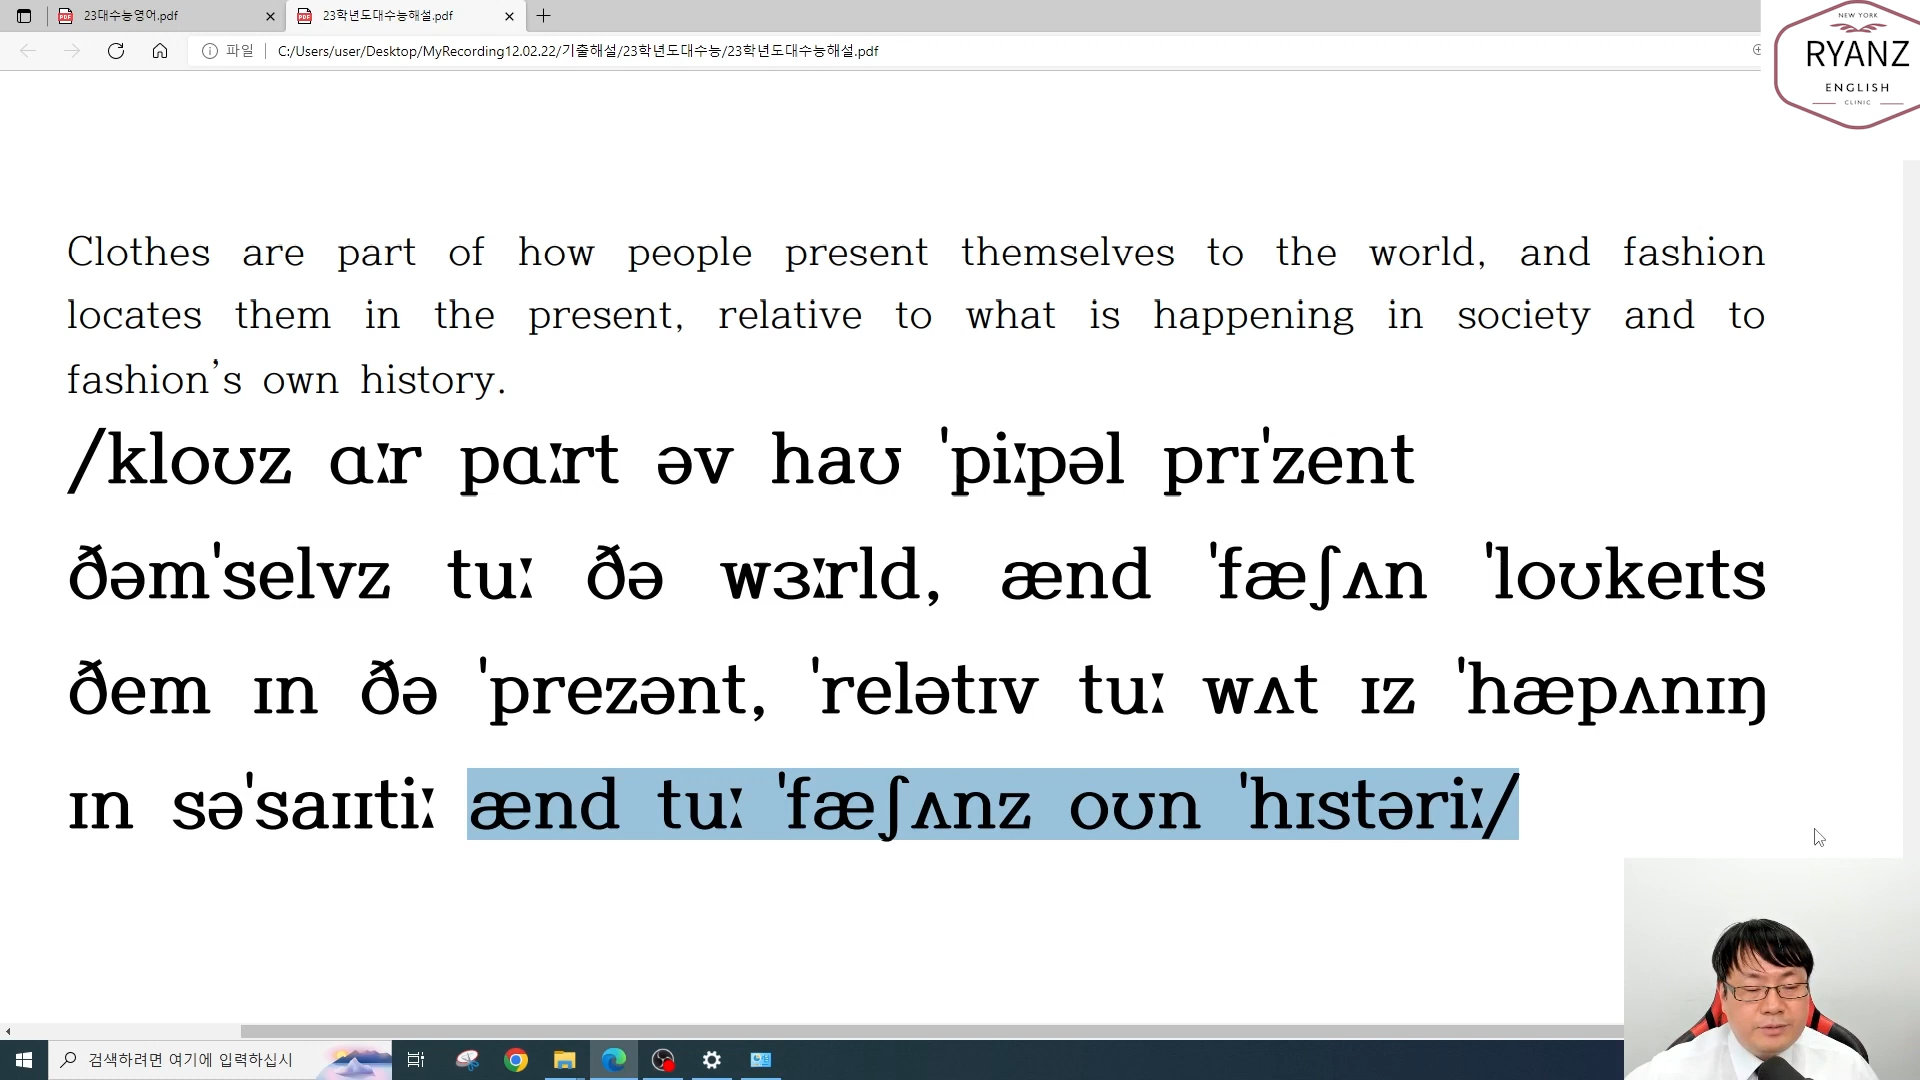 23대수능영어.pdf
23학년도대수능해설.pdf
파일
C:/Users/user/Desktop/MyRecording12.02.22/기출해설/23학년도대수능/23학년도대수능해설.pdf
NEW YORK
RYANZ
ENGLISH
CLINIC
Clothes are part of how people present themselves to the world, and fashion
locates them in the present, relative to what is happening in society and to
fashion's own history.
/kloʊz ɑːr pɑːrt əv haʊ ˈpiːpəl prɪˈzent
ðəmˈselvz tuː ðə wɜːrld, ænd ˈfæʃʌn ˈloʊkeɪts
ðem ɪn ðə ˈprezənt, ˈrelətɪv tuː wʌt ɪz ˈhæpʌnɪŋ
ɪn səˈsaɪɪtiː ænd tuː ˈfæʃʌnz oʊn ˈhɪstəriː/
검색하려면 여기에 입력하십시